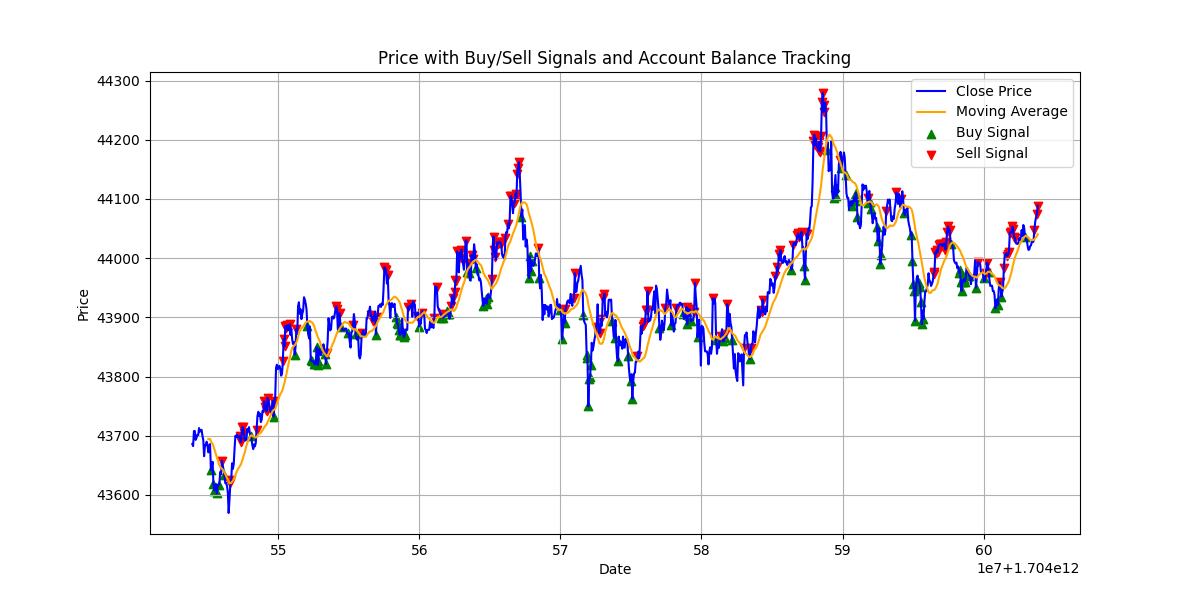 Price with Buy/Sell Signals and Account Balance Tracking
44300
44200
44100
44000
43900
43800
43700
43600
Price
Close Price
Moving Average
Buy Signal
Sell Signal
55 56 57 58 59 60
Date
1e7+1.704e12